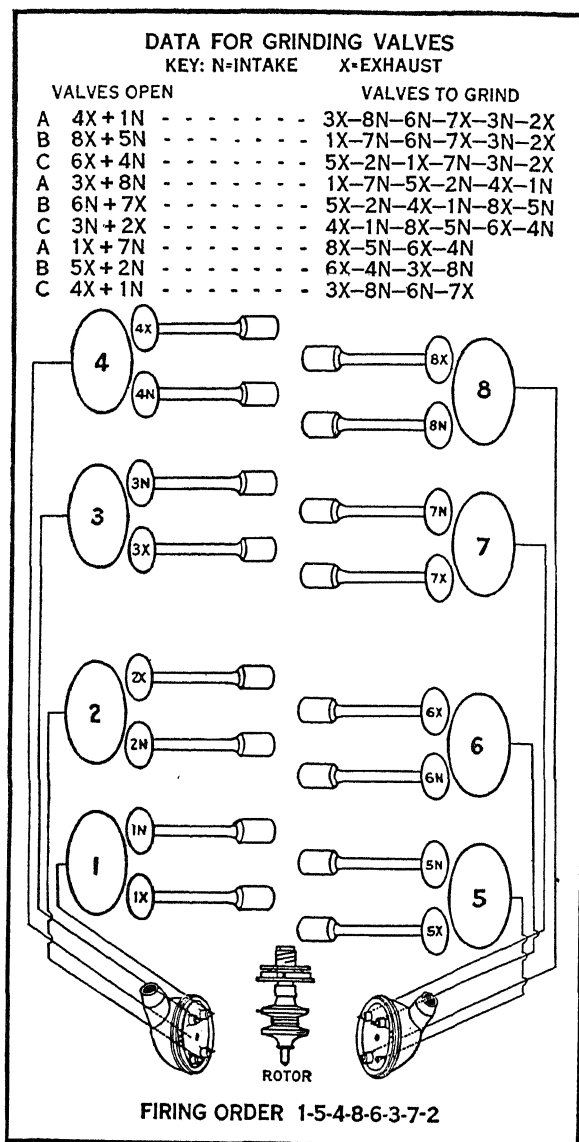 DATA FOR GRINDING VALVES
KEY: N=INTAKE X=EXHAUST
VALVES OPEN VALVES TO GRIND
A 4X+1N - - - - - - - 3X-8N-6N-7X-3N-2X
B 8X+5N - - - - - - - 1X-7N-6N-7X-3N-2X
C 6X+4N - - - - - - - 5X-2N-1X-7N-3N-2X
A 3X+8N - - - - - - - 1X-7N-5X-2N-4X-1N
B 6N+7X - - - - - - - 5X-2N-4X-1N-8X-5N
C 3N+2X - - - - - - - 4X-1N-8X-5N-6X-4N
A 1X+7N - - - - - - - 8X-5N-6X-4N
B 5X+2N - - - - - - - 6X-4N-3X-8N
C 4X+1N - - - - - - - 3X-8N-6N-7X
4X
4
8X
4N
8
8N
3N
3
7N
3X
7
7X
2X
2
6X
2N
6
6N
1N
1
5N
1X
5
5X
ROTOR
FIRING ORDER 1-5-4-8-6-3-7-2